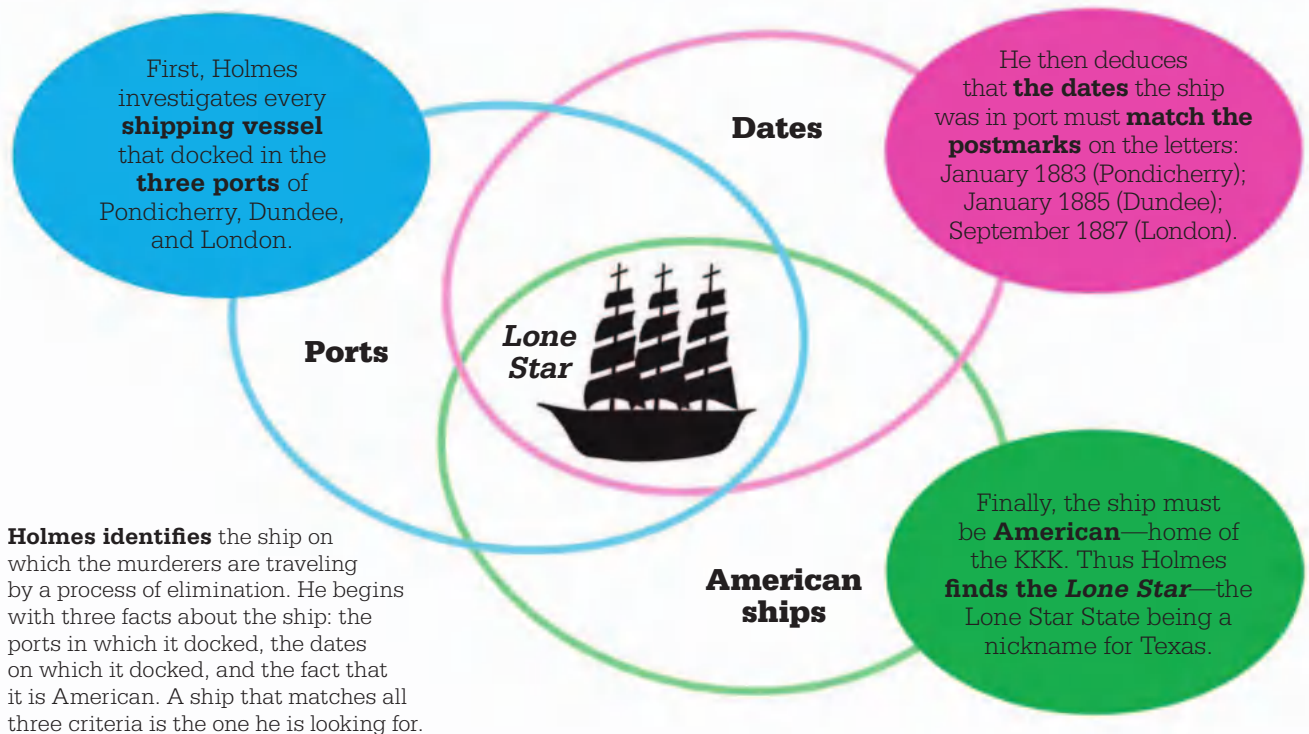 First, Holmes
investigates every
shipping vessel
that docked in the
three ports of
Pondicherry, Dundee,
and London.
He then deduces
that the dates the ship
was in port must match the
postmarks on the letters:
January 1883 (Pondicherry);
January 1885 (Dundee);
September 1887 (London).
Dates
Ports
Lone
Star
American
ships
Finally, the ship must
be American—home of
the KKK. Thus Holmes
finds the Lone Star—the
Lone Star State being a
nickname for Texas.
Holmes identifies the ship on
which the murderers are traveling
by a process of elimination. He begins
with three facts about the ship: the
ports in which it docked, the dates
on which it docked, and the fact that
it is American. A ship that matches all
three criteria is the one he is looking for.